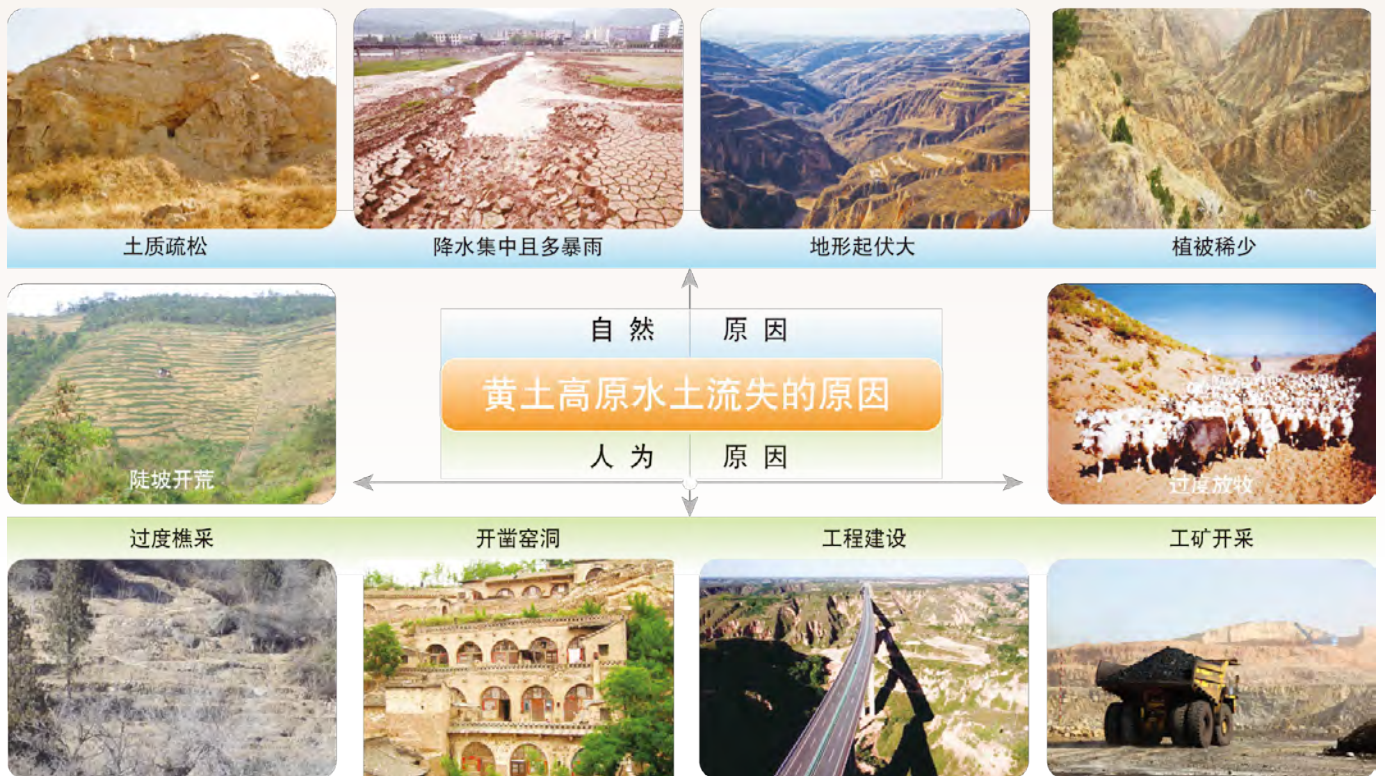 土质疏松
降水集中且多暴雨
地形起伏大
植被稀少
自然 原因
黄土高原水土流失的原因
人为 原因
陡坡开荒
过度放牧
过度樵采
开凿窑洞
工程建设
工矿开采